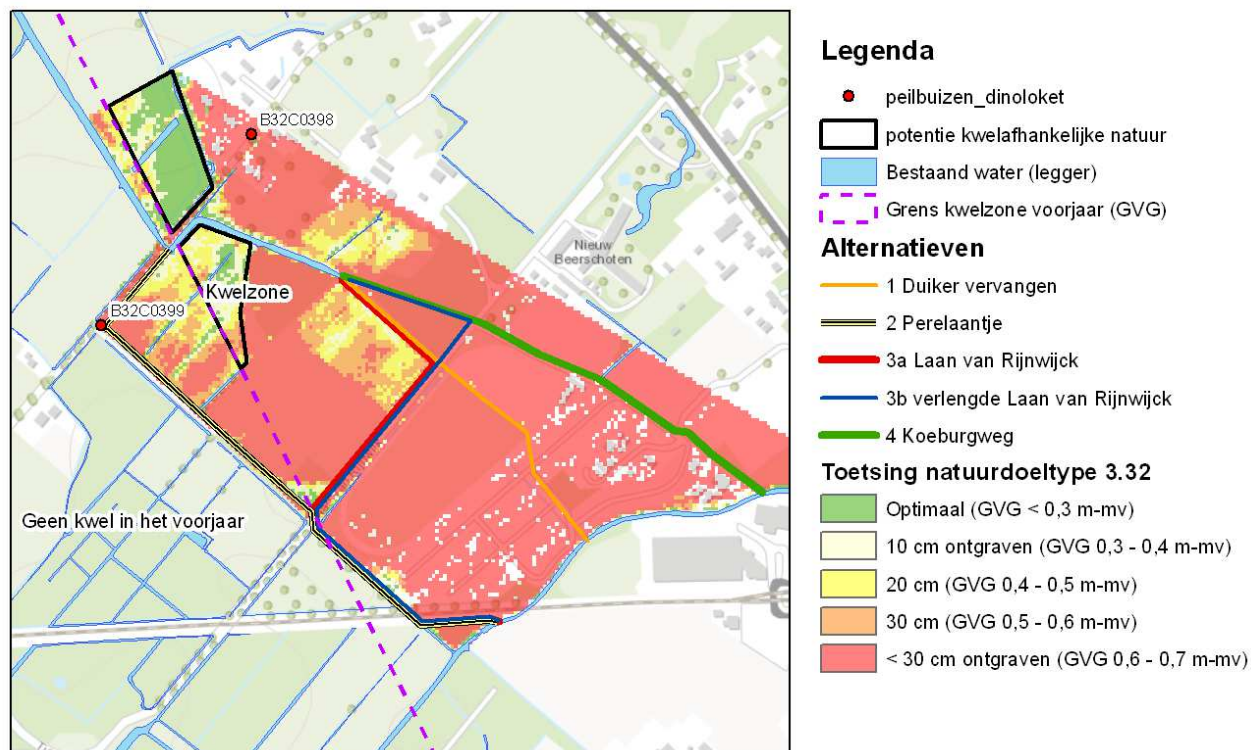 B32C0398
Nieuw
Beerschoten
Kwelzone
B32C0399
Geen kwel in het voorjaar
Legenda
peilbuizen_dinoloket
potentie kwelafhankelijke natuur
Bestaand water (legger)
Grens kwelzone voorjaar (GVG)
Alternatieven
1 Duiker vervangen
2 Perelaantje
3a Laan van Rijnwijck
3b verlengde Laan van Rijnwijck
4 Koeburgweg
Toetsing natuurdoeltype 3.32
Optimaal (GVG < 0,3 m-mv)
10 cm ontgraven (GVG 0,3 - 0,4 m-mv)
20 cm (GVG 0,4 - 0,5 m-mv)
30 cm (GVG 0,5 - 0,6 m-mv)
< 30 cm ontgraven (GVG 0,6 - 0,7 m-mv)